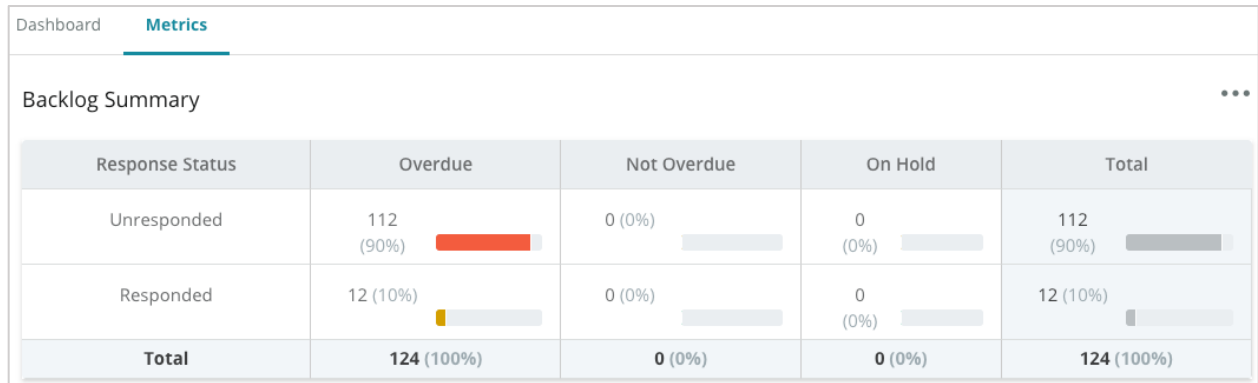 Dashboard Metrics
Backlog Summary
Response Status Overdue Not Overdue On Hold Total
Unresponded 112 (90%) 0 (0%) 0 (0%) 112 (90%)
Responded 12 (10%) 0 (0%) 0 (0%) 12 (10%)
Total 124 (100%) 0 (0%) 0 (0%) 124 (100%)